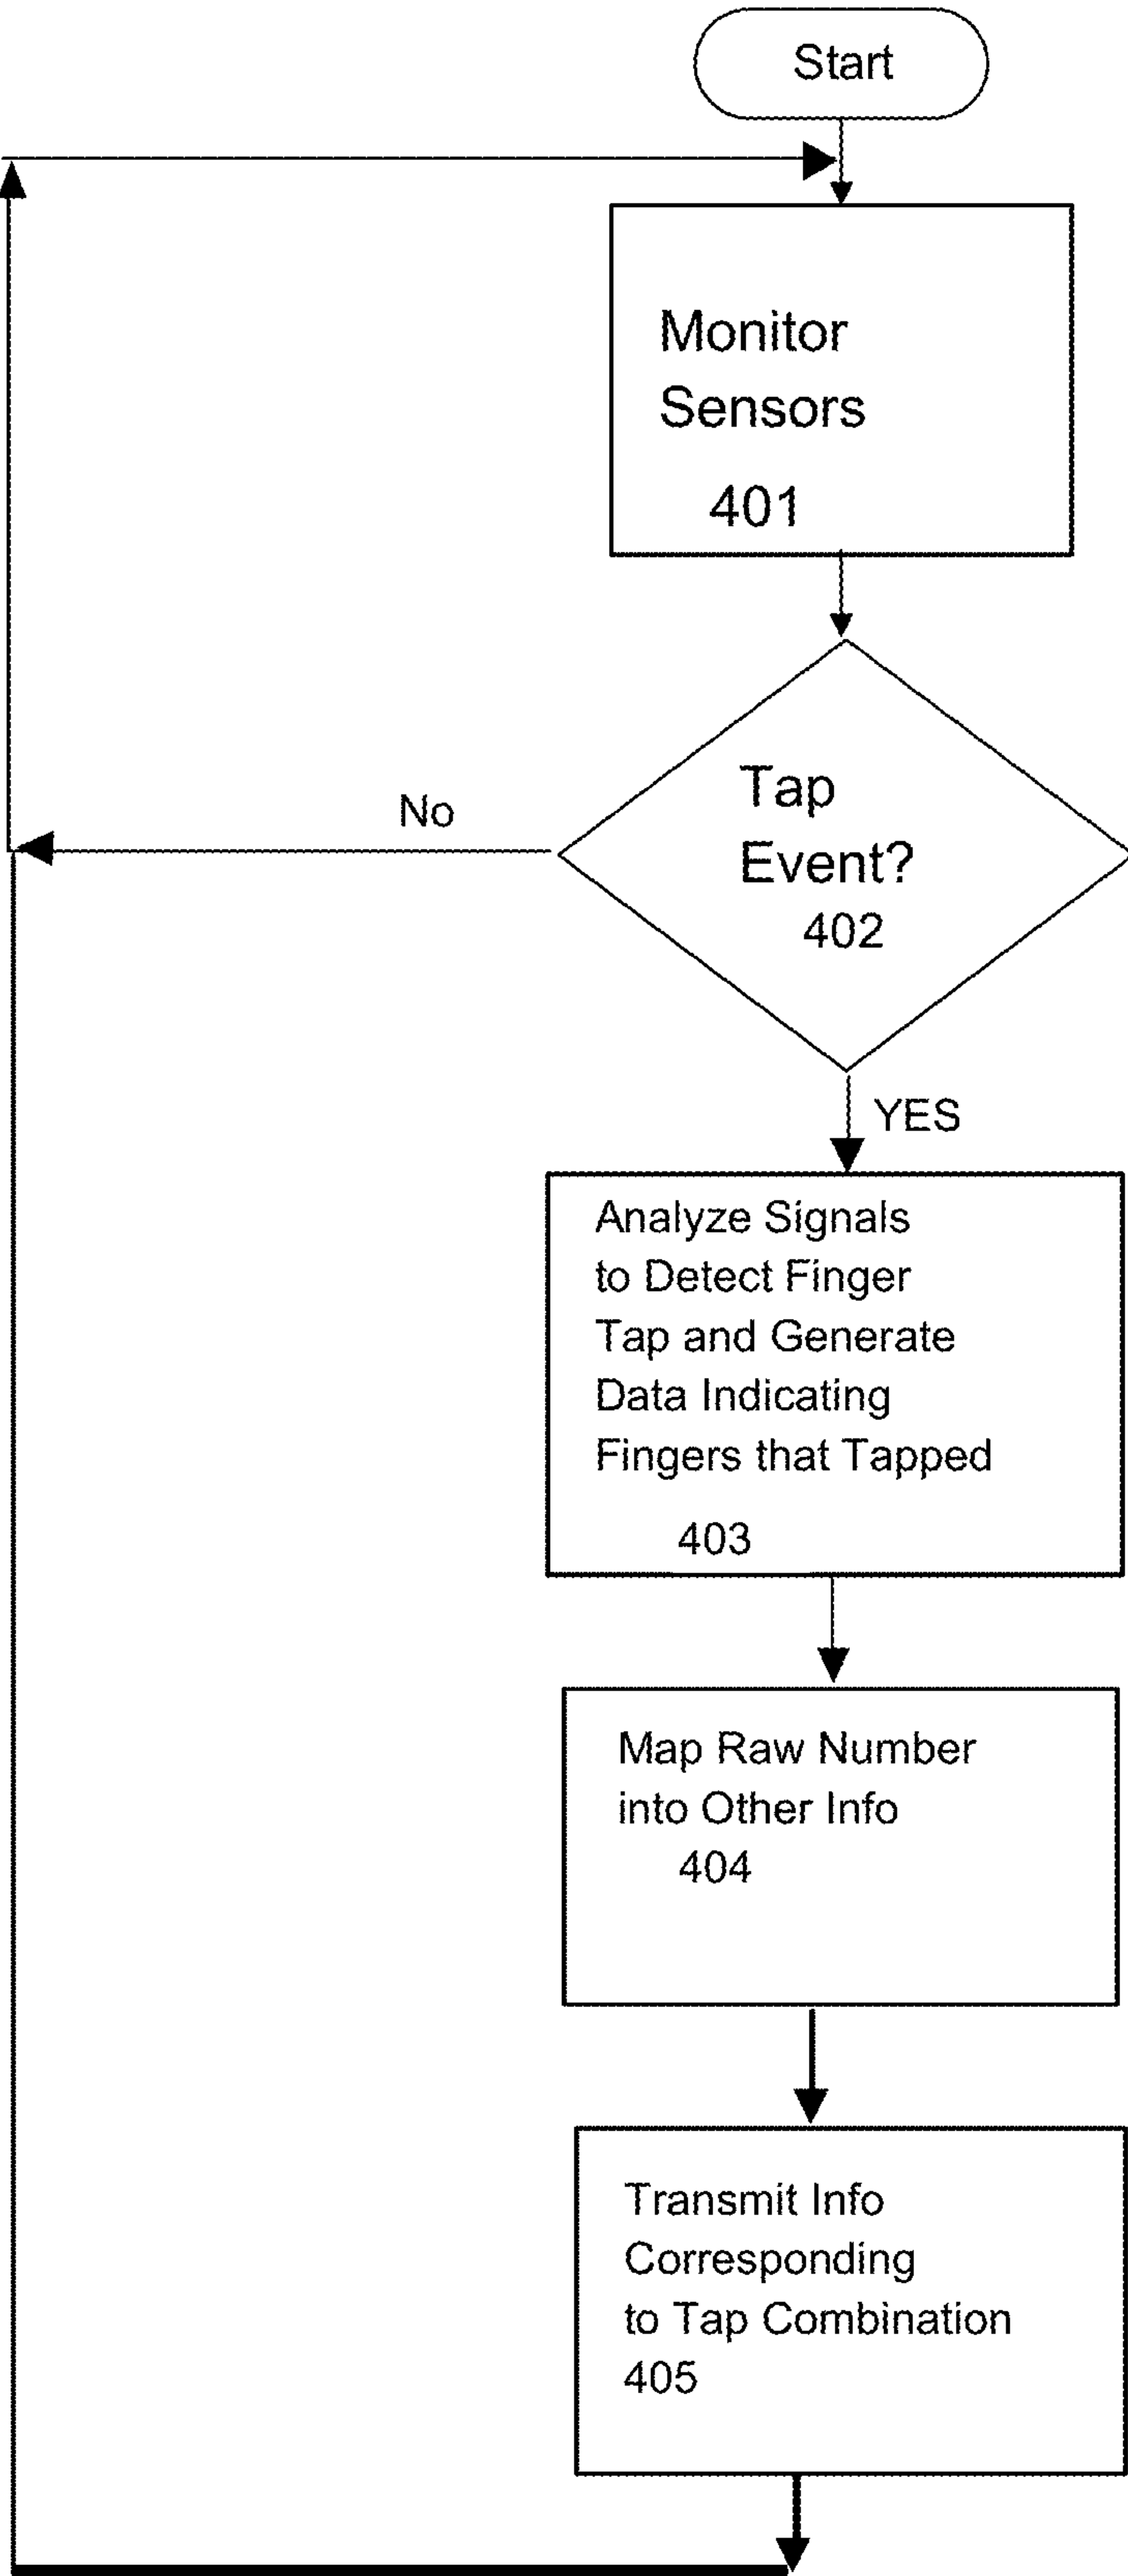 Start
Monitor
Sensors
401
Tap
Event?
402
No
YES
Analyze Signals
to Detect Finger
Tap and Generate
Data Indicating
Fingers that Tapped
403
Map Raw Number
into Other Info
404
Transmit Info
Corresponding
to Tap Combination
405